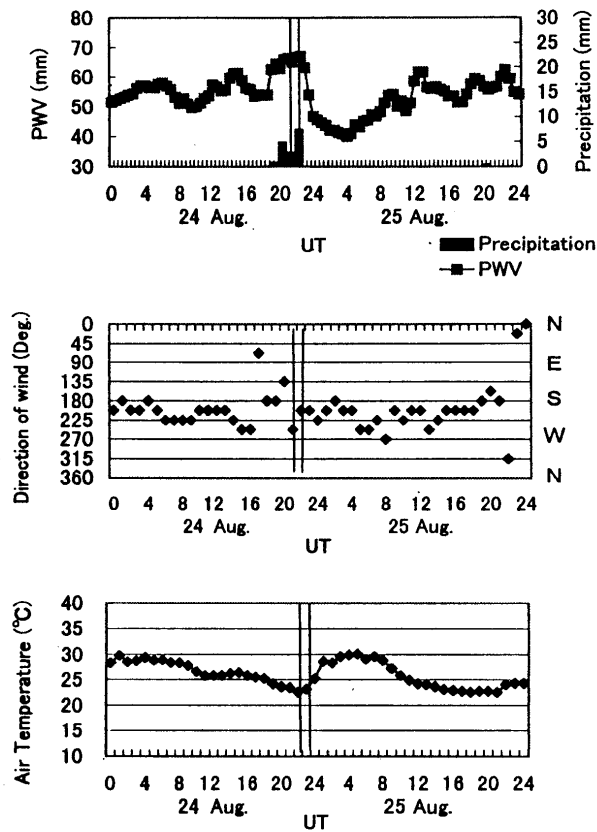 PWV (mm)
80
70
60
50
40
30
30
25
20
15
10
5
0
Precipitation (mm)
0 4 8 12 16 20 24 4 8 12 16 20 24
24 Aug. 25 Aug.
UT
Precipitation
PWV
Direction of wind (Deg.)
0
45
90
135
180
225
270
315
360
N
E
S
W
N
0 4 8 12 16 20 24 4 8 12 16 20 24
24 Aug. 25 Aug.
UT
Air Temperature (℃)
40
35
30
25
20
15
10
0 4 8 12 16 20 24 4 8 12 16 20 24
24 Aug. 25 Aug.
UT